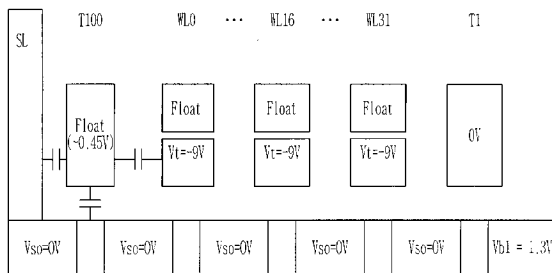 SL T100 WL0 ··· WL16 ··· WL31 T1
Float
(~0.45V)
Float Float Float
0V
Vt=-9V Vt=-9V Vt=-9V
Vso=0V Vso=0V Vso=0V Vso=0V Vso=0V Vbl = 1.3V